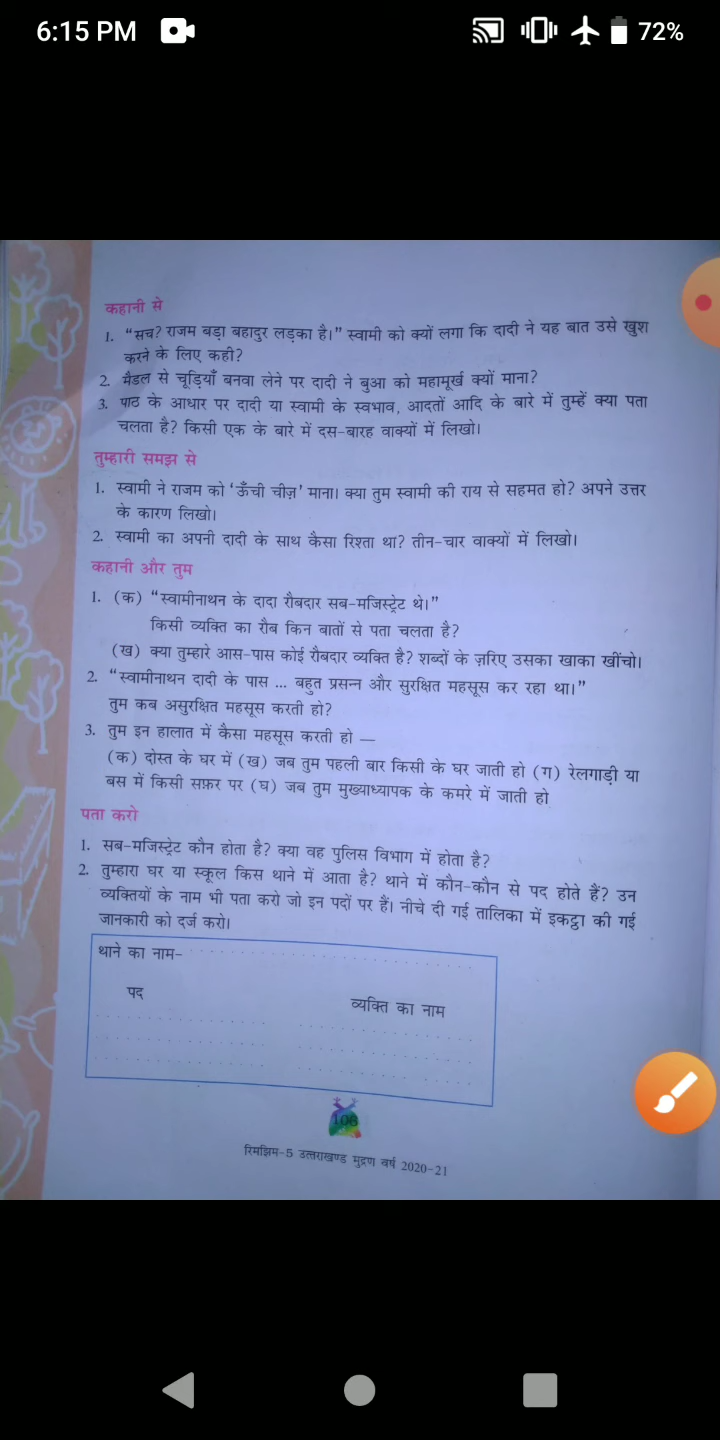 6:15 PM
72%
कहानी से
1. “सच? राजम बड़ा बहादुर लड़का है।” स्वामी को क्यों लगा कि दादी ने यह बात उसे खुश
करने के लिए कही?
2. मैडल से चूड़ियाँ बनवा लेने पर दादी ने बुआ को महामूर्ख क्यों माना?
3. पाठ के आधार पर दादी या स्वामी के स्वभाव, आदतों आदि के बारे में तुम्हें क्या पता
चलता है? किसी एक के बारे में दस-बारह वाक्यों में लिखो।
तुम्हारी समझ से
1. स्वामी ने राजम को ‘ऊँची चीज़’ माना। क्या तुम स्वामी की राय से सहमत हो? अपने उत्तर
के कारण लिखो।
2. स्वामी का अपनी दादी के साथ कैसा रिश्ता था? तीन-चार वाक्यों में लिखो।
कहानी और तुम
1. (क) “स्वामीनाथन के दादा रौबदार सब-मजिस्ट्रेट थे।”
किसी व्यक्ति का रौब किन बातों से पता चलता है?
(ख) क्या तुम्हारे आस-पास कोई रौबदार व्यक्ति है? शब्दों के ज़रिए उसका खाका खींचो।
2. “स्वामीनाथन दादी के पास ... बहुत प्रसन्न और सुरक्षित महसूस कर रहा था।”
तुम कब असुरक्षित महसूस करती हो?
3. तुम इन हालात में कैसा महसूस करती हो —
(क) दोस्त के घर में (ख) जब तुम पहली बार किसी के घर जाती हो (ग) रेलगाड़ी या
बस में किसी सफ़र पर (घ) जब तुम मुख्याध्यापक के कमरे में जाती हो
पता करो
1. सब-मजिस्ट्रेट कौन होता है? क्या वह पुलिस विभाग में होता है?
2. तुम्हारा घर या स्कूल किस थाने में आता है? थाने में कौन-कौन से पद होते हैं? उन
व्यक्तियों के नाम भी पता करो जो इन पदों पर हैं। नीचे दी गई तालिका में इकट्ठा की गई
जानकारी को दर्ज करो।
थाने का नाम-
पद व्यक्ति का नाम
108
रिमझिम-5 उत्तराखण्ड मुद्रण वर्ष 2020-21